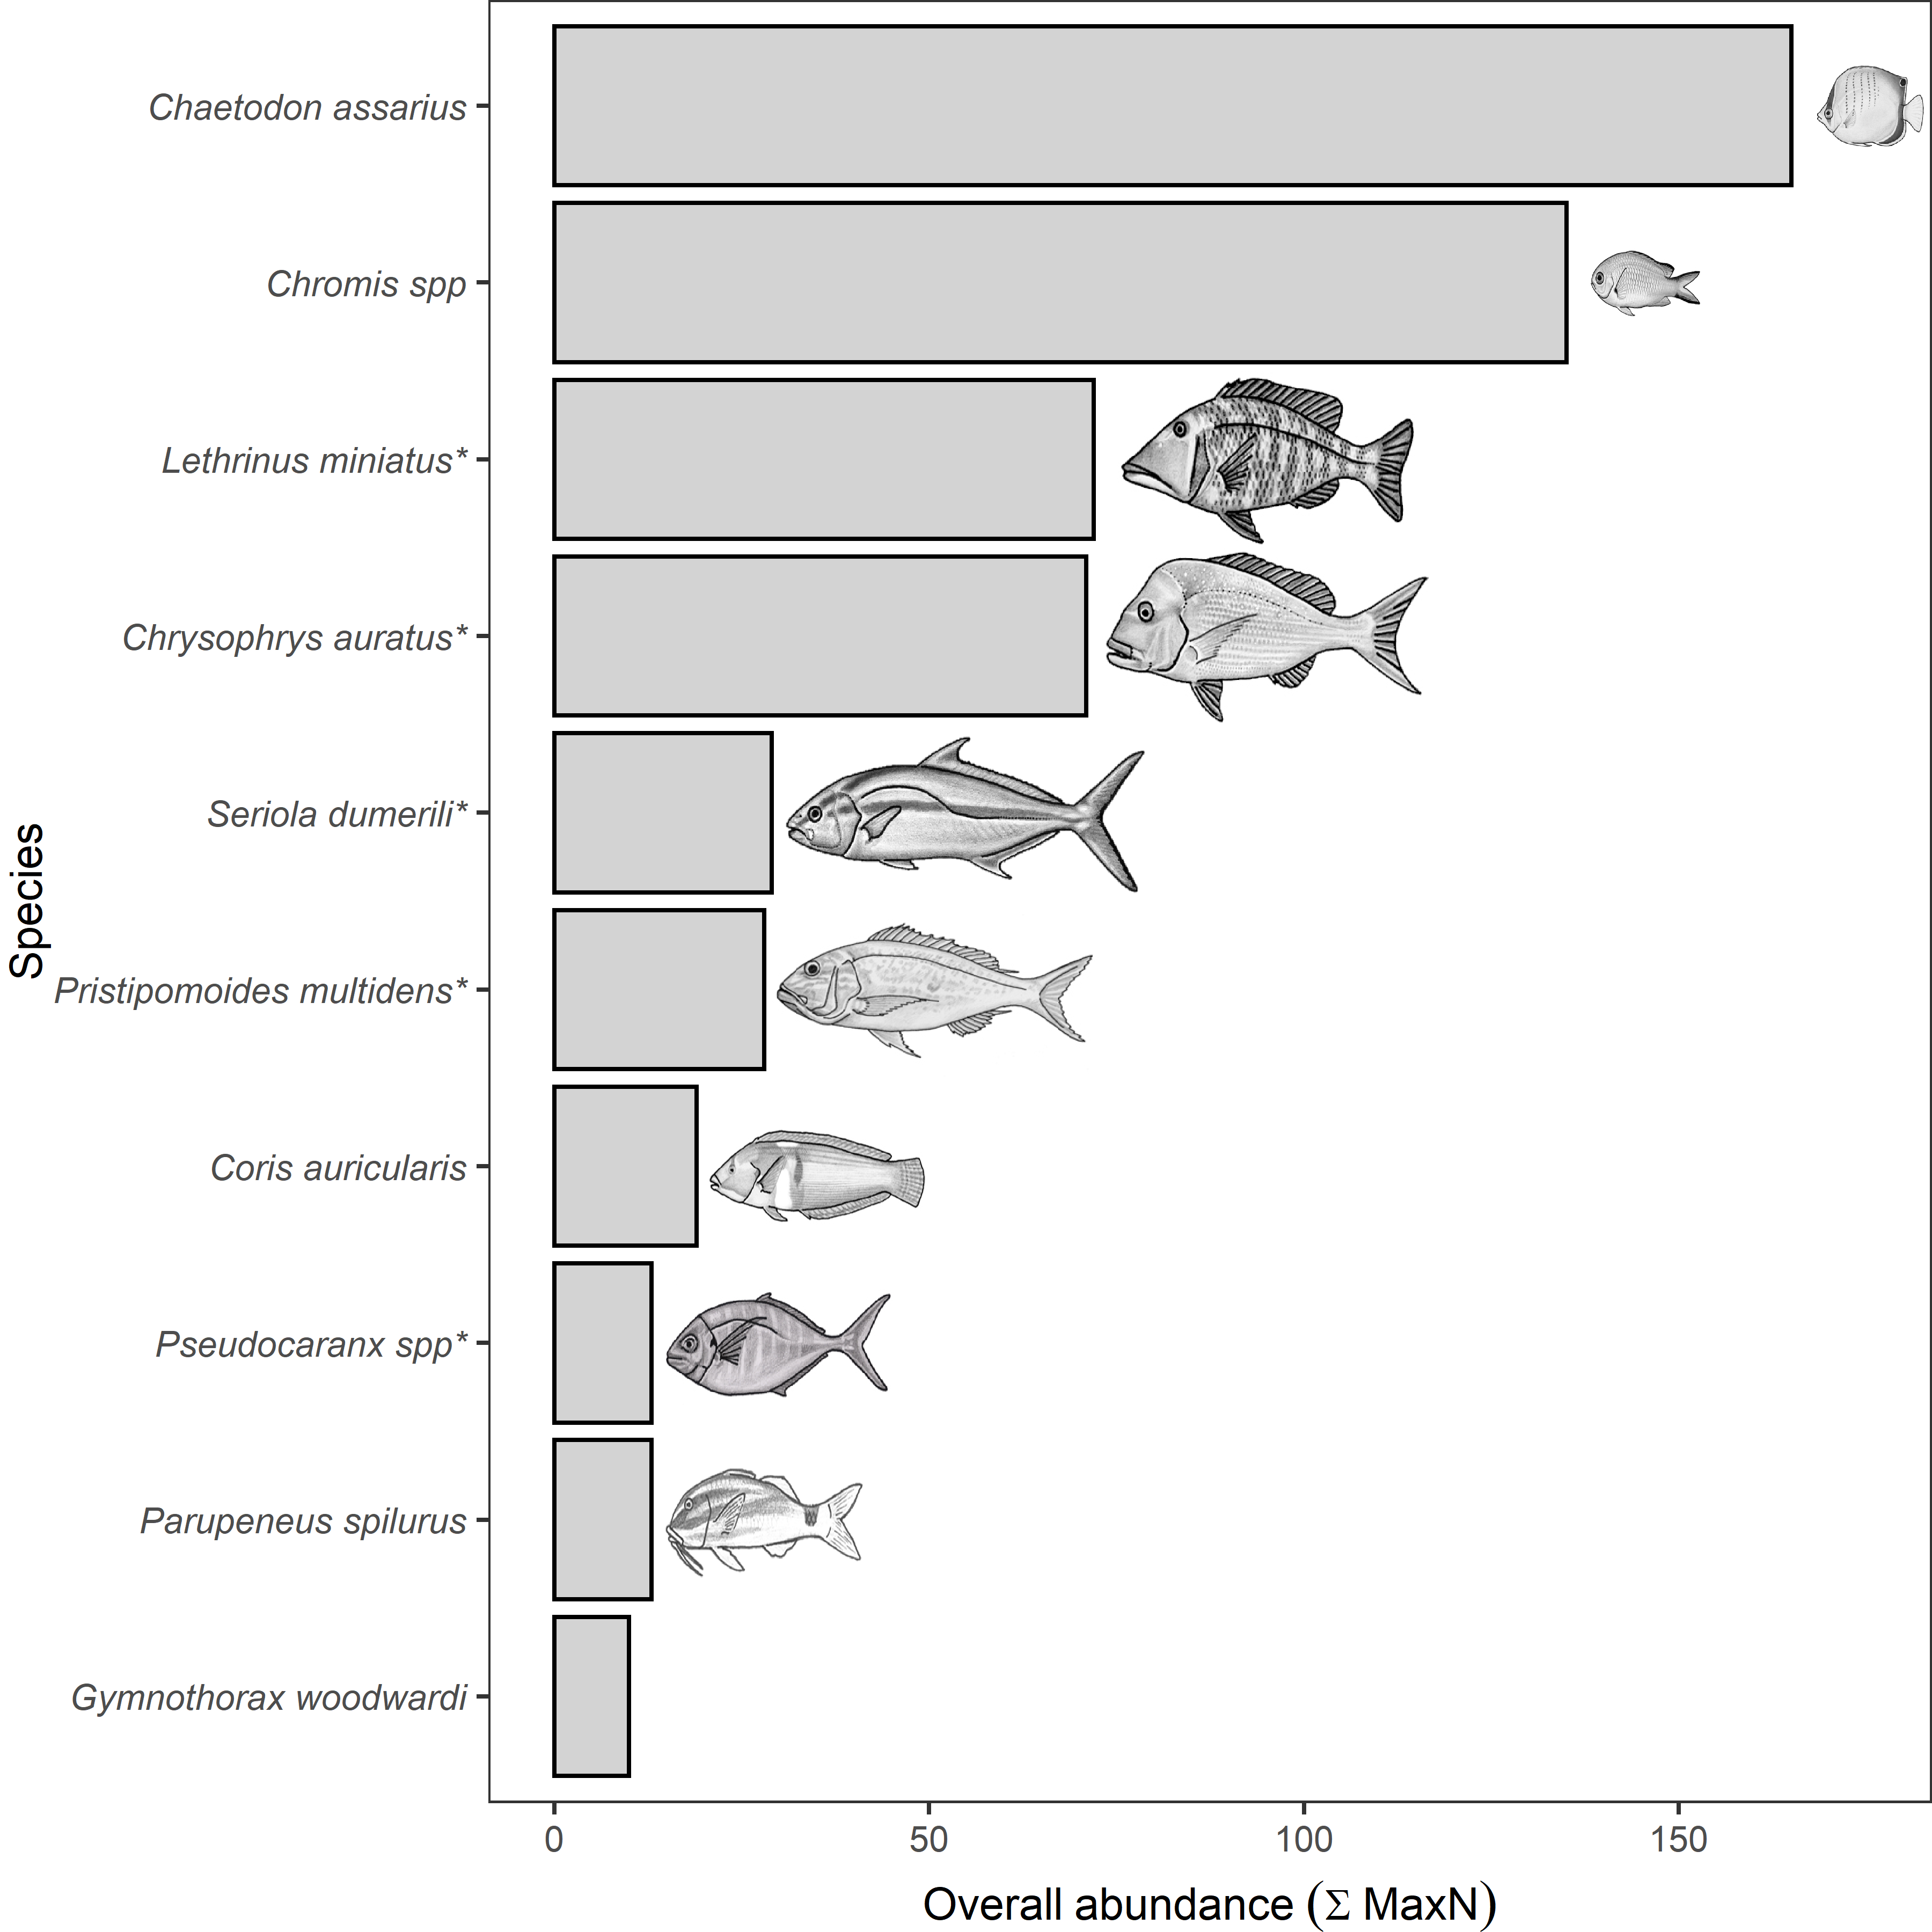 Chaetodon assarius
Chromis spp
Lethrinus miniatus*
Chrysophrys auratus*
Seriola dumerili*
Pristipomoides multidens*
Coris auricularis
Pseudocaranx spp*
Parupeneus spilurus
Gymnothorax woodwardi
Species
0 50 100 150
Overall abundance (Σ MaxN)